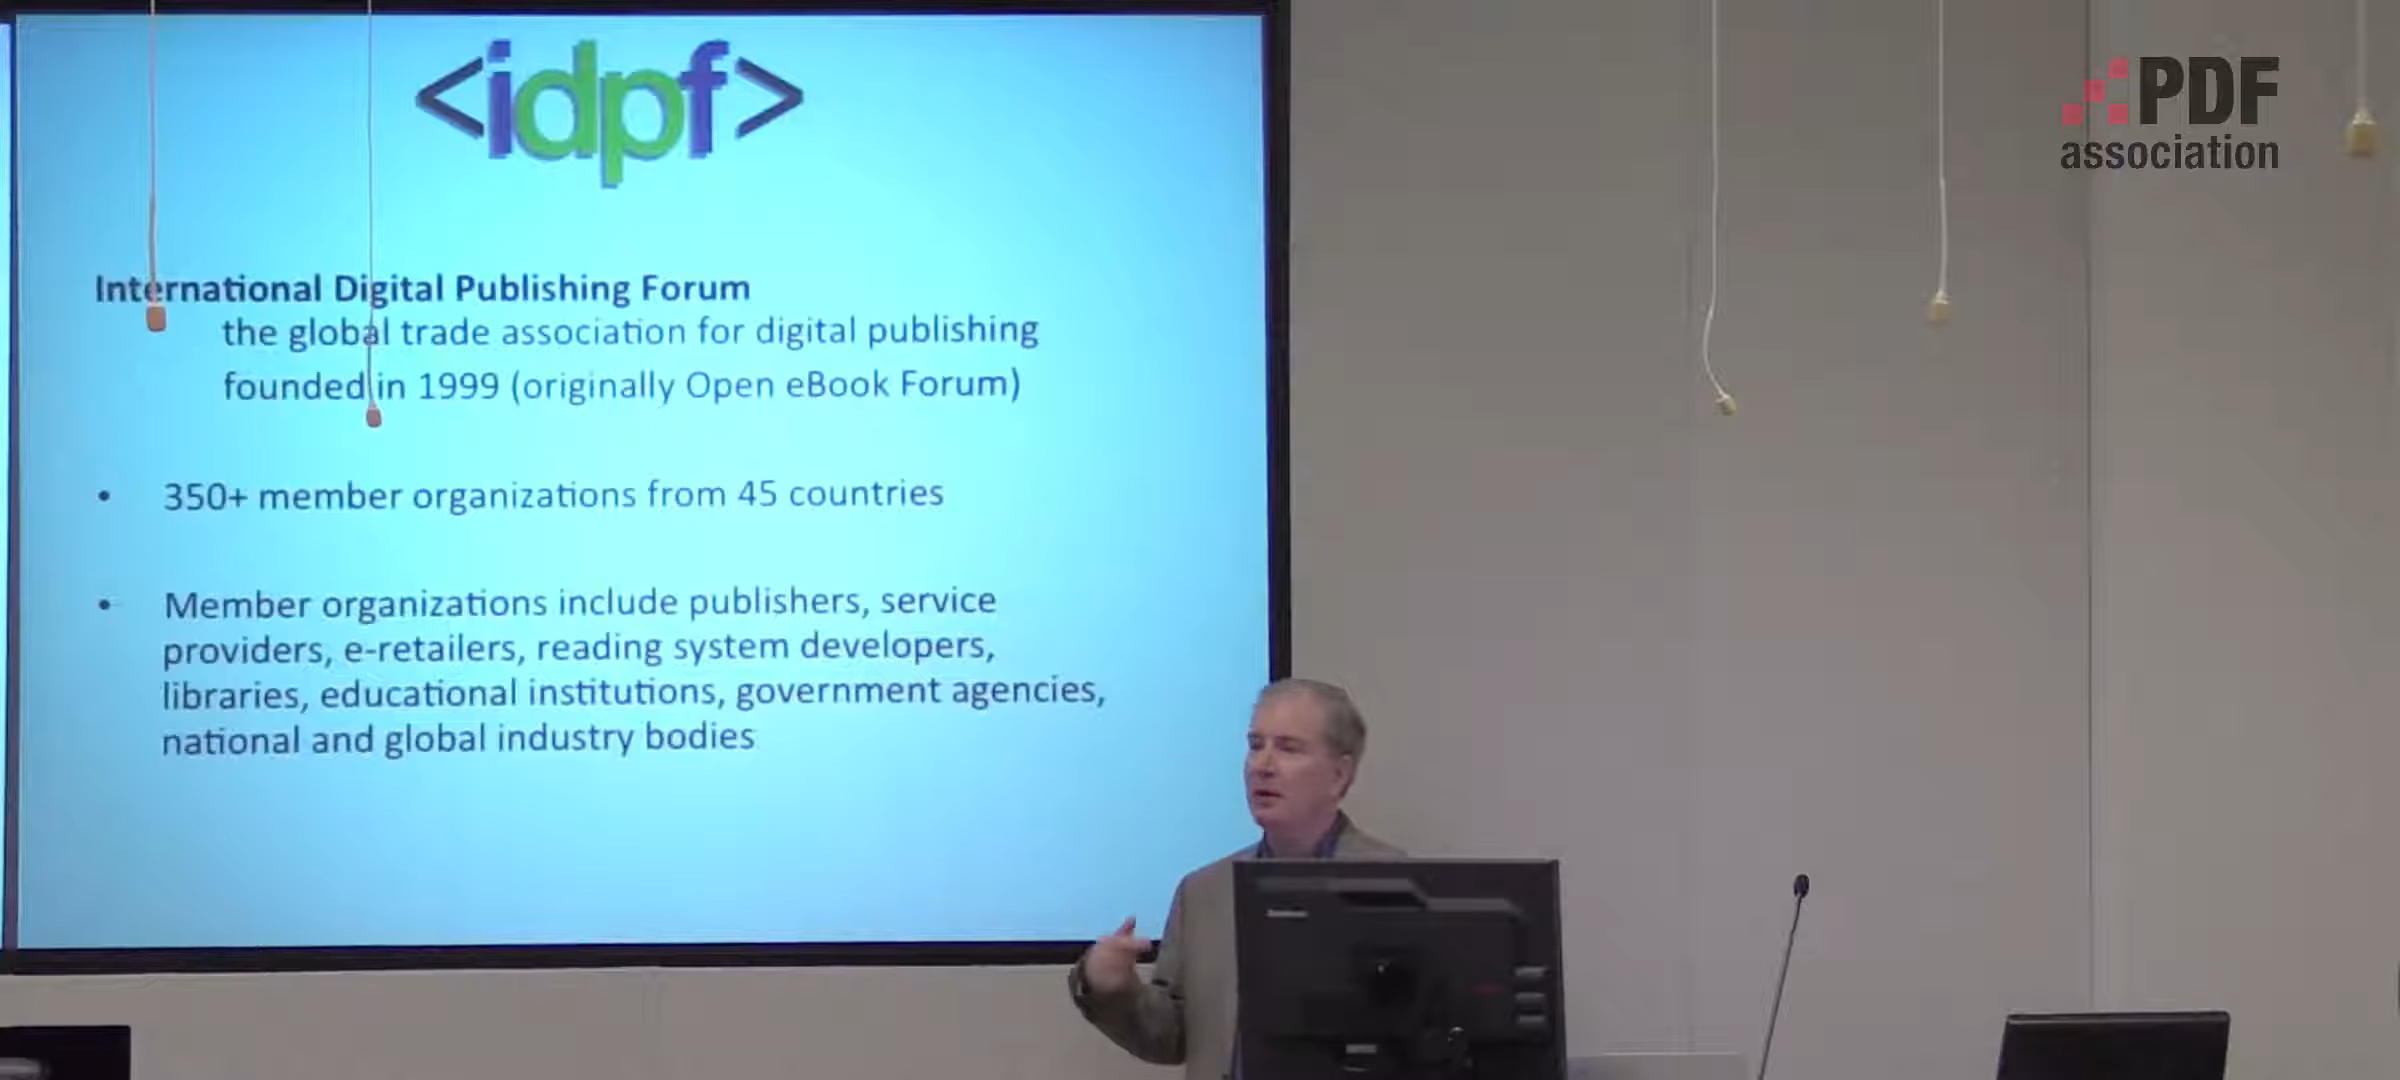 <idpf>
International Digital Publishing Forum
the global trade association for digital publishing
founded in 1999 (originally Open eBook Forum)
• 350+ member organizations from 45 countries
• Member organizations include publishers, service
providers, e-retailers, reading system developers,
libraries, educational institutions, government agencies,
national and global industry bodies
PDF
association